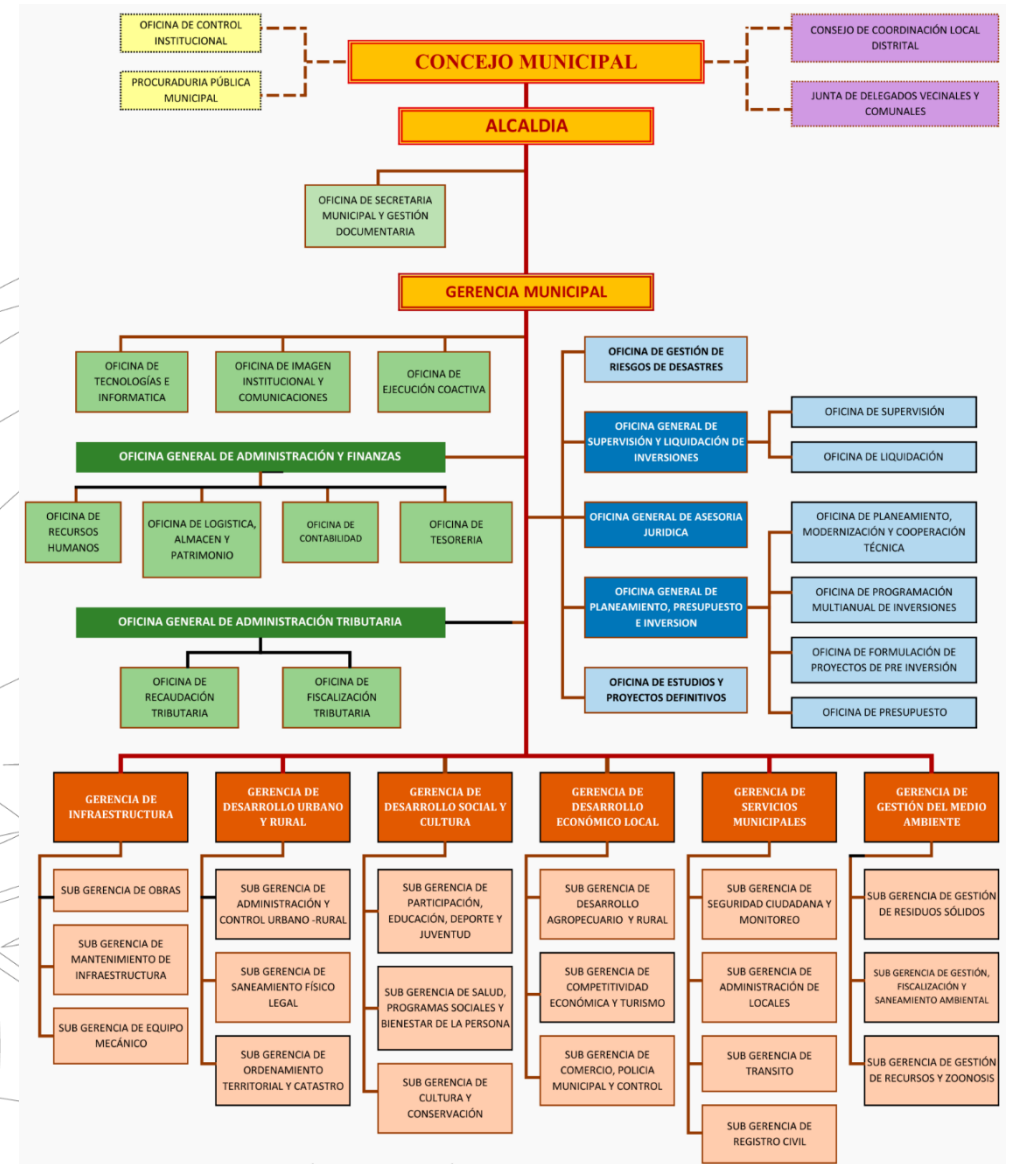 OFICINA DE CONTROL
INSTITUCIONAL
PROCURADURIA PÚBLICA
MUNICIPAL
CONCEJO MUNICIPAL
CONSEJO DE COORDINACIÓN LOCAL
DISTRITAL
JUNTA DE DELEGADOS VECINALES Y
COMUNALES
ALCALDIA
OFICINA DE SECRETARIA
MUNICIPAL Y GESTIÓN
DOCUMENTARIA
GERENCIA MUNICIPAL
OFICINA DE
TECNOLOGÍAS E
INFORMATICA
OFICINA DE IMAGEN
INSTITUCIONAL Y
COMUNICACIONES
OFICINA DE
EJECUCIÓN COACTIVA
OFICINA GENERAL DE ADMINISTRACIÓN Y FINANZAS
OFICINA DE
RECURSOS
HUMANOS
OFICINA DE LOGISTICA,
ALMACEN Y
PATRIMONIO
OFICINA DE
CONTABILIDAD
OFICINA DE
TESORERIA
OFICINA GENERAL DE ADMINISTRACIÓN TRIBUTARIA
OFICINA DE
RECAUDACIÓN
TRIBUTARIA
OFICINA DE
FISCALIZACIÓN
TRIBUTARIA
OFICINA DE GESTIÓN DE
RIESGOS DE DESASTRES
OFICINA GENERAL DE
SUPERVISIÓN Y LIQUIDACIÓN DE
INVERSIONES
OFICINA DE SUPERVISIÓN
OFICINA DE LIQUIDACIÓN
OFICINA GENERAL DE ASESORIA
JURIDICA
OFICINA GENERAL DE
PLANEAMIENTO, PRESUPUESTO
E INVERSION
OFICINA DE PLANEAMIENTO,
MODERNIZACIÓN Y COOPERACIÓN
TÉCNICA
OFICINA DE PROGRAMACIÓN
MULTIANUAL DE INVERSIONES
OFICINA DE FORMULACIÓN DE
PROYECTOS DE PRE INVERSIÓN
OFICINA DE PRESUPUESTO
OFICINA DE ESTUDIOS Y
PROYECTOS DEFINITIVOS
GERENCIA DE
INFRAESTRUCTURA
SUB GERENCIA DE OBRAS
SUB GERENCIA DE
MANTENIMIENTO DE
INFRAESTRUCTURA
SUB GERENCIA DE EQUIPO
MECÁNICO
GERENCIA DE
DESARROLLO URBANO
Y RURAL
SUB GERENCIA DE
ADMINISTRACIÓN Y
CONTROL URBANO -RURAL
SUB GERENCIA DE
SANEAMIENTO FÍSICO
LEGAL
SUB GERENCIA DE
ORDENAMIENTO
TERRITORIAL Y CATASTRO
GERENCIA DE
DESARROLLO SOCIAL Y
CULTURA
SUB GERENCIA DE
PARTICIPACIÓN,
EDUCACIÓN, DEPORTE Y
JUVENTUD
SUB GERENCIA DE SALUD,
PROGRAMAS SOCIALES Y
BIENESTAR DE LA PERSONA
SUB GERENCIA DE
CULTURA Y
CONSERVACIÓN
GERENCIA DE
DESARROLLO
ECONÓMICO LOCAL
SUB GERENCIA DE
DESARROLLO
AGROPECUARIO Y RURAL
SUB GERENCIA DE
COMPETITIVIDAD
ECONÓMICA Y TURISMO
SUB GERENCIA DE
COMERCIO, POLICIA
MUNICIPAL Y CONTROL
GERENCIA DE
SERVICIOS
MUNICIPALES
SUB GERENCIA DE
SEGURIDAD CIUDADANA Y
MONITOREO
SUB GERENCIA DE
ADMINISTRACIÓN DE
LOCALES
SUB GERENCIA DE
TRANSITO
SUB GERENCIA DE
REGISTRO CIVIL
GERENCIA DE
GESTIÓN DEL MEDIO
AMBIENTE
SUB GERENCIA DE GESTIÓN
DE RESIDUOS SÓLIDOS
SUB GERENCIA DE GESTIÓN,
FISCALIZACIÓN Y
SANEAMIENTO AMBIENTAL
SUB GERENCIA DE GESTIÓN
DE RECURSOS Y ZOONOSIS